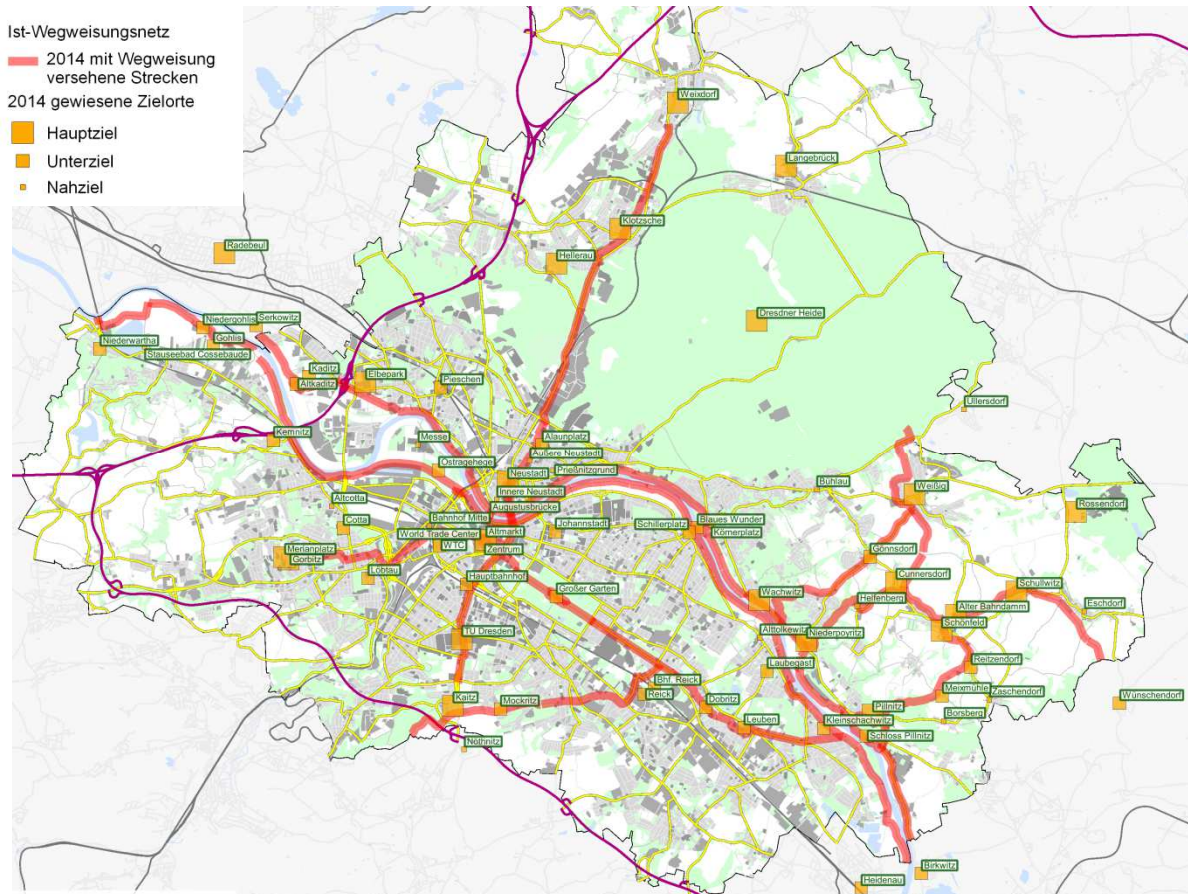 Ist-Wegweisungsnetz
2014 mit Wegweisung
versehene Strecken
2014 gewiesene Zielorte
Hauptziel
Unterziel
Nahziel
Weixdorf
Langebrück
Klotzsche
Radebeul
Hellerau
Dresdner Heide
Niedergohlis
Serkowitz
Niederwartha
Gohlis
Stauseebad Cossebaude
Kaditz
Altkaditz
Elbepark
Pieschen
Ullersdorf
Kemnitz
Messe
Alaunplatz
Äußere Neustadt
Ostragehege
Neustadt
Prießnitzgrund
Bühlau
Weißig
Innere Neustadt
Altcotta
Augustusbrücke
Rossendorf
Bahnhof Mitte
Blaues Wunder
Cotta
World Trade Center
Altmarkt
Johannstadt
Schillerplatz
Körnerplatz
Merianplatz
WTC
Zentrum
Gorbitz
Gönnsdorf
Löbtau
Hauptbahnhof
Großer Garten
Cunnersdorf
Schullwitz
Wachwitz
Helfenberg
Alter Bahndamm
Eschdorf
Schönfeld
TU Dresden
Alttolkewitz
Niederpoyritz
Laubegast
Reitzendorf
Bhf. Reick
Reick
Meixmühle
Zaschendorf
Wünschendorf
Kaitz
Mockritz
Dobritz
Pillnitz
Borsberg
Leuben
Kleinschachwitz
Schloss Pillnitz
Nöthnitz
Birkwitz
Heidenau